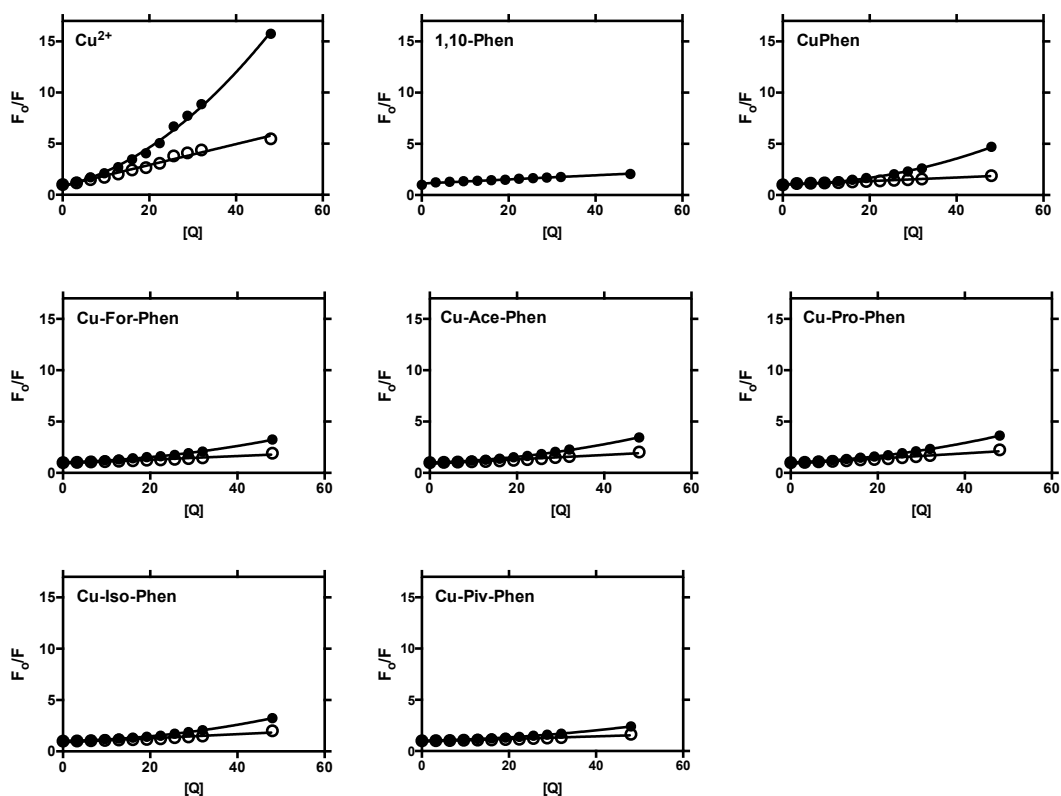 Cu²⁺
F₀/F
15
10
5
0
0 20 40 60
[Q]
1,10-Phen
F₀/F
15
10
5
0
0 20 40 60
[Q]
CuPhen
F₀/F
15
10
5
0
0 20 40 60
[Q]
Cu-For-Phen
F₀/F
15
10
5
0
0 20 40 60
[Q]
Cu-Ace-Phen
F₀/F
15
10
5
0
0 20 40 60
[Q]
Cu-Pro-Phen
F₀/F
15
10
5
0
0 20 40 60
[Q]
Cu-Iso-Phen
F₀/F
15
10
5
0
0 20 40 60
[Q]
Cu-Piv-Phen
F₀/F
15
10
5
0
0 20 40 60
[Q]